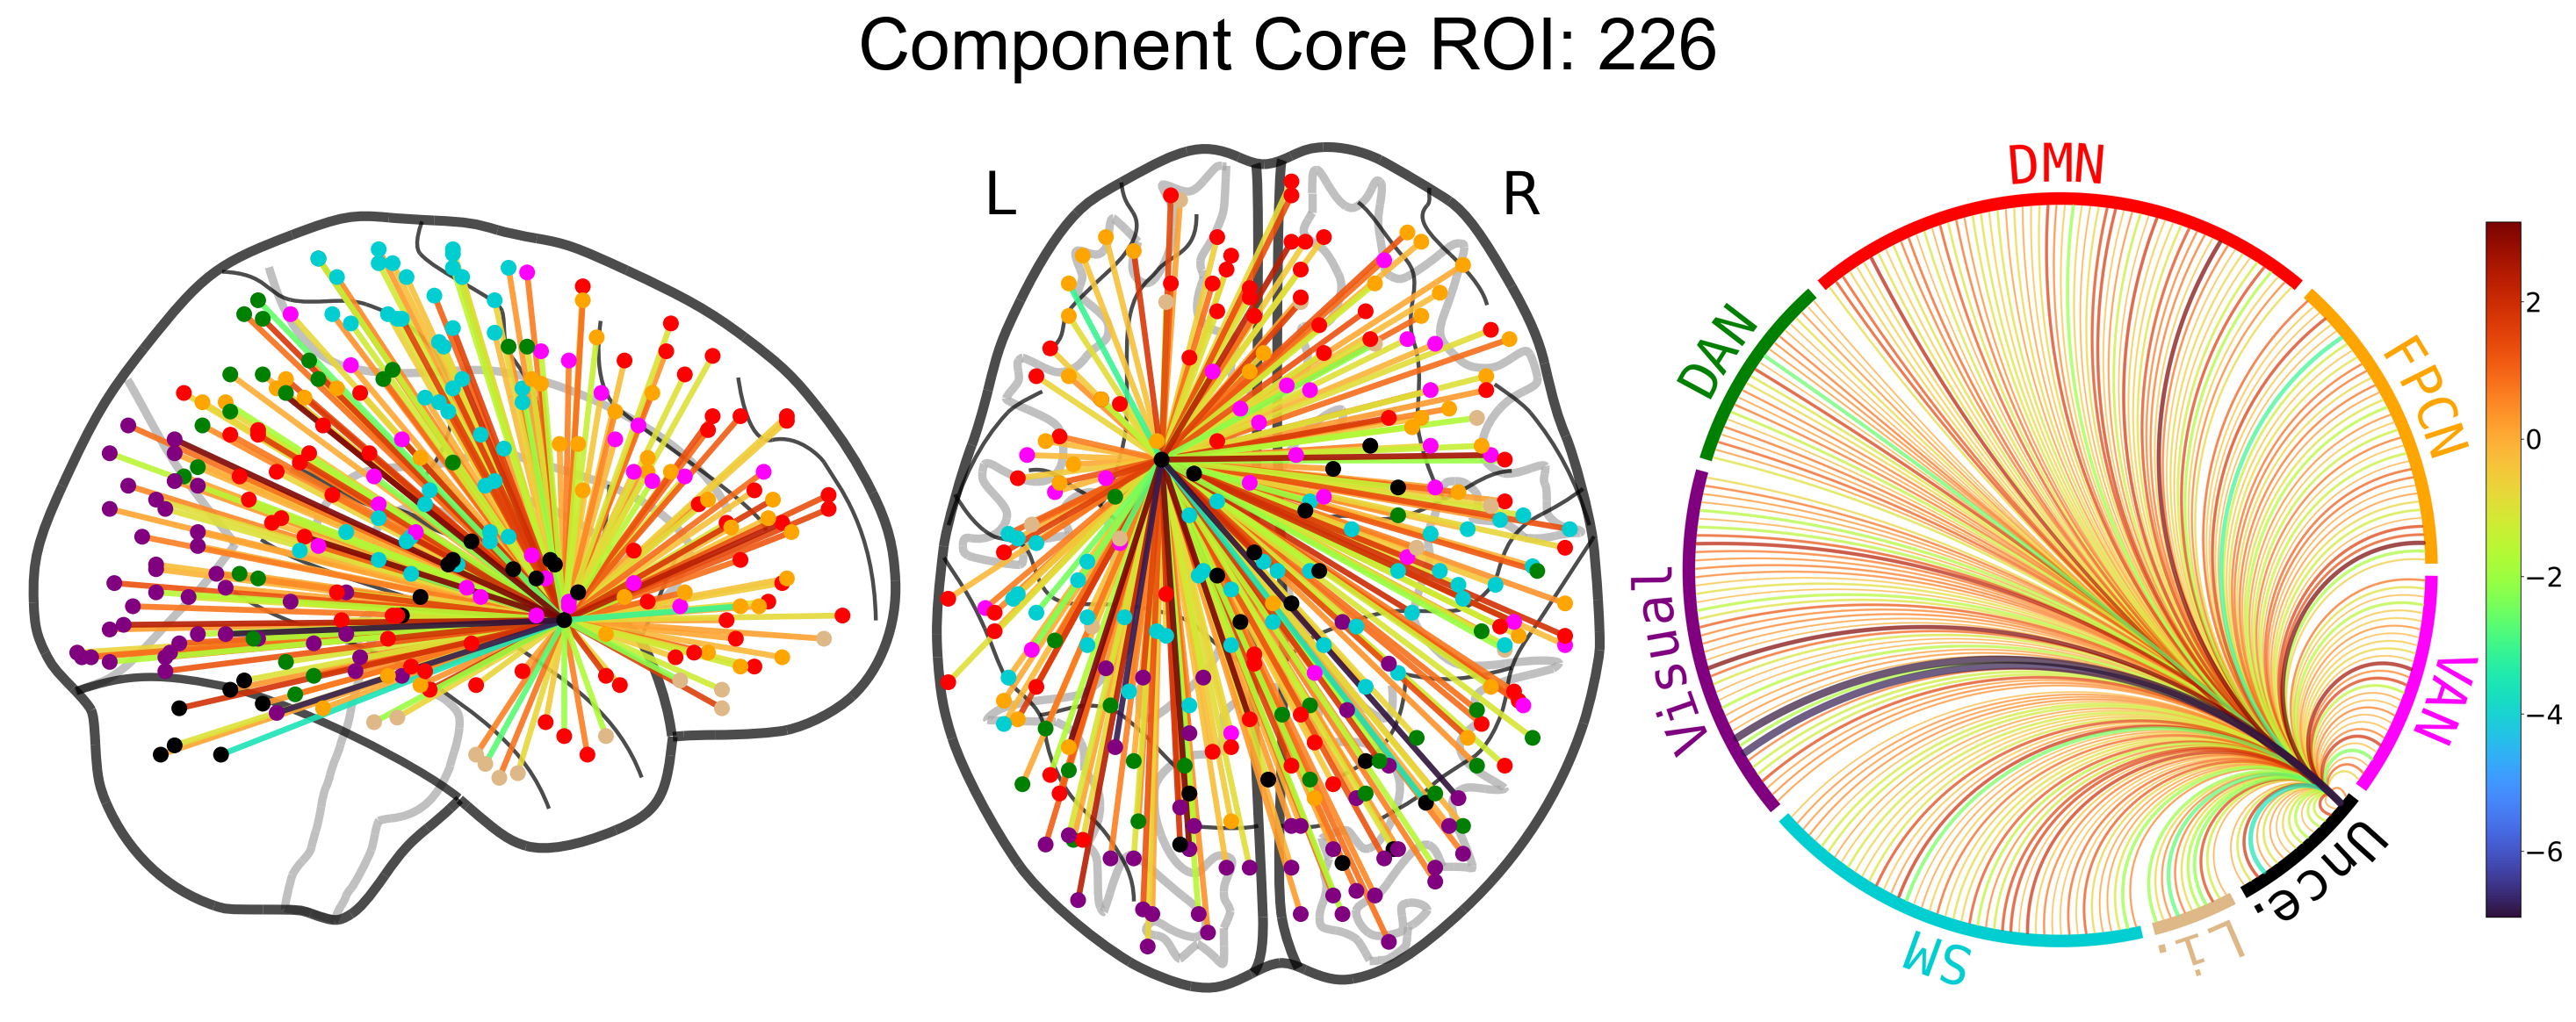 Component Core ROI: 226
L
R
DMN
FPCN
VAN
Unce.
Li.
SM
Visual
DAN
2
0
−2
−4
−6